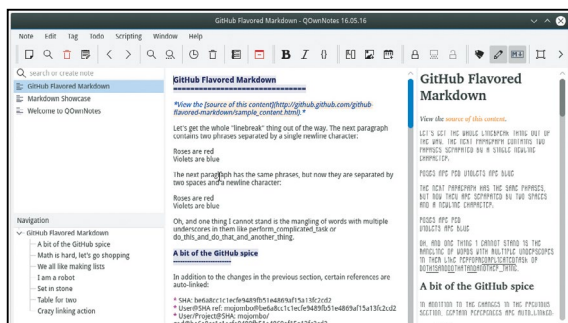 GitHub Flavored Markdown - QOwnNotes 16.05.16
Note Edit Tag Todo Scripting Window Help
search or create note
GitHub Flavored Markdown
Markdown Showcase
Welcome to QOwnNotes
Navigation
GitHub Flavored Markdown
A bit of the GitHub spice
Math is hard, let's go shopping
We all like making lists
I am a robot
Set in stone
Table for two
Crazy linking action
GitHub Flavored Markdown
================================
*View the [source of this content](http://github.github.com/github-
flavored-markdown/sample_content.html).*
Let's get the whole "linebreak" thing out of the way. The next paragraph
contains two phrases separated by a single newline character:
Roses are red
Violets are blue
The next paragraph has the same phrases, but now they are separated by
two spaces and a newline character:
Roses are red
Violets are blue
Oh, and one thing I cannot stand is the mangling of words with multiple
underscores in them like perform_complicated_task or
do_this_and_do_that_and_another_thing.
A bit of the GitHub spice
In addition to the changes in the previous section, certain references are
auto-linked:
* SHA: be6a8cc1c1ecfe9489fb51e4869af15a13fc2cd2
* User@SHA ref: mojombo@be6a8cc1c1ecfe9489fb51e4869af15a13fc2cd2
* User/Project@SHA: mojombo/
GitHub Flavored
Markdown
View the source of this content.
LET'S GET THE WHOLE LINEBREAK THING OUT OF
THE WAY. THE NEXT PARAGRAPH CONTAINS TWO
PHRASES SEPARATED BY A SINGLE NEWLINE
CHARACTER:
ROSES ARE RED VIOLETS ARE BLUE
THE NEXT PARAGRAPH HAS THE SAME PHRASES,
BUT NOW THEY ARE SEPARATED BY TWO SPACES
AND A NEWLINE CHARACTER:
ROSES ARE RED
VIOLETS ARE BLUE
OH, AND ONE THING I CANNOT STAND IS THE
MANGLING OF WORDS WITH MULTIPLE UNDERSCORES
IN THEM LIKE PERFORMCOMPLICATEDTASK OR
DOTHISANDDOTHATANDANOTHER_THING.
A bit of the GitHub spice
IN ADDITION TO THE CHANGES IN THE PREVIOUS
SECTION, CERTAIN REFERENCES ARE AUTO-LINKED: